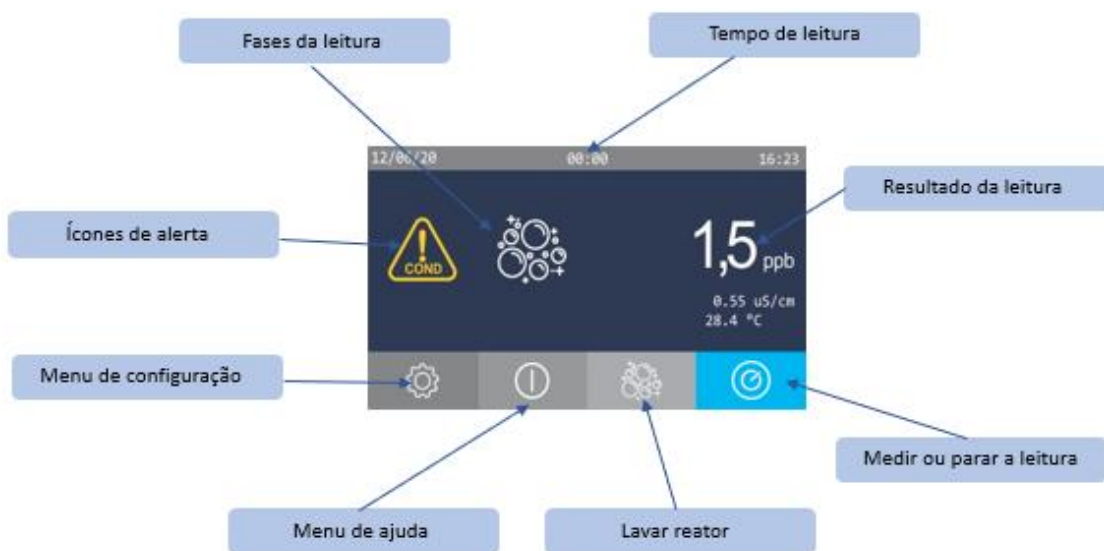 Fases da leitura
Tempo de leitura
12/06/20 00:00 16:23
Resultado da leitura
Ícones de alerta
COND
1,5 ppb
0.55 uS/cm
28.4 °C
Menu de configuração
Medir ou parar a leitura
Menu de ajuda
Lavar reator